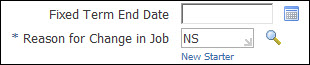 Fixed Term End Date
* Reason for Change in Job NS
New Starter